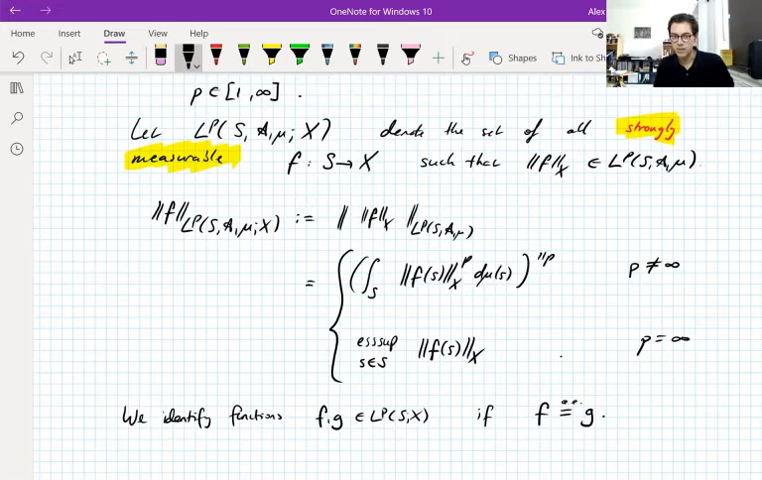 OneNote for Windows 10
Alex
Home Insert Draw View Help
Shapes Ink to Sh
p ∈ [1, ∞].
Let L^p(S, A, μ; X) denote the set of all strongly
measurable f : S → X such that ‖f‖_X ∈ L^p(S, A, μ).
‖f‖_{L^p(S, A, μ; X)} := ‖ ‖f‖_X ‖_{L^p(S, A, μ)}
= { (∫_S ‖f(s)‖_X^p dμ(s))^{1/p} p ≠ ∞
esssup_{s∈S} ‖f(s)‖_X . p = ∞
We identify functions f, g ∈ L^p(S; X) if f =^{a.e.} g.